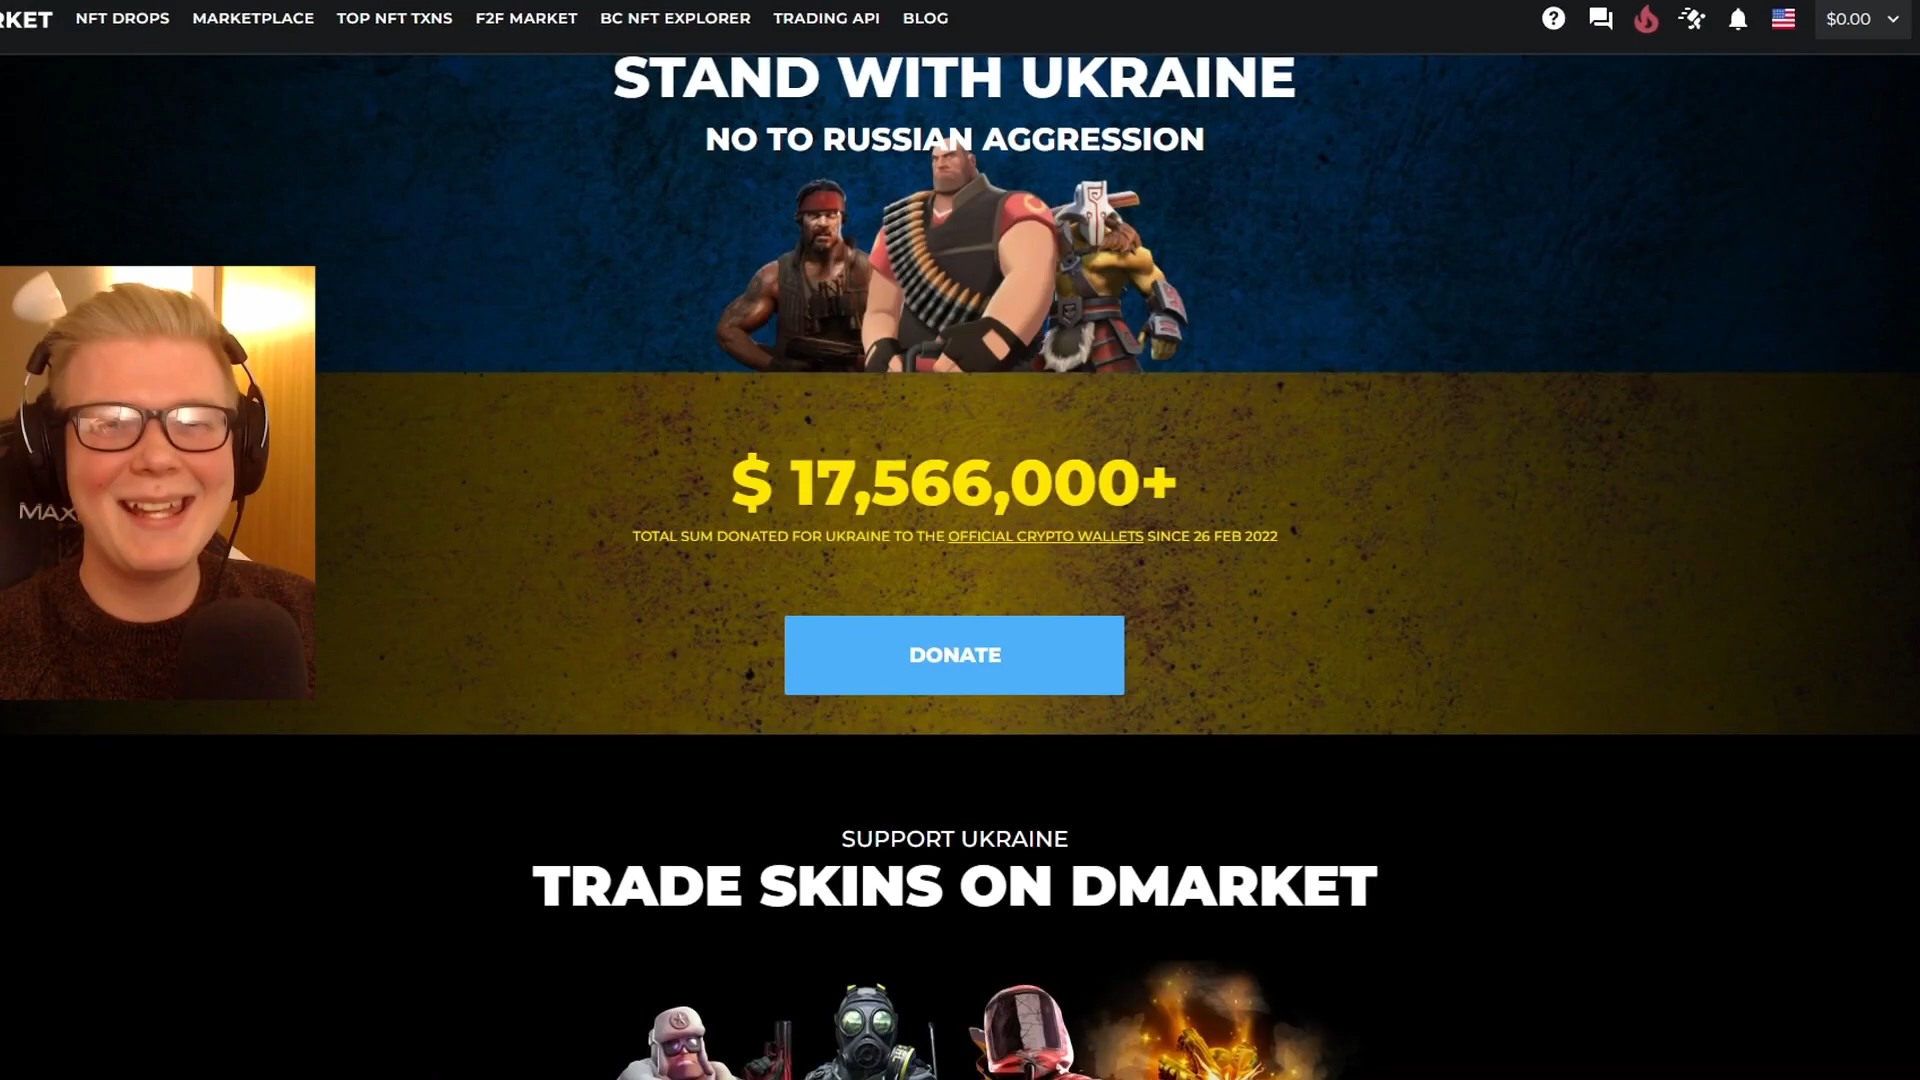 RKET NFT DROPS MARKETPLACE TOP NFT TXNS F2F MARKET BC NFT EXPLORER TRADING API BLOG $0.00
STAND WITH UKRAINE
NO TO RUSSIAN AGGRESSION
MAX
$ 17,566,000+
TOTAL SUM DONATED FOR UKRAINE TO THE OFFICIAL CRYPTO WALLETS SINCE 26 FEB 2022
DONATE
SUPPORT UKRAINE
TRADE SKINS ON DMARKET